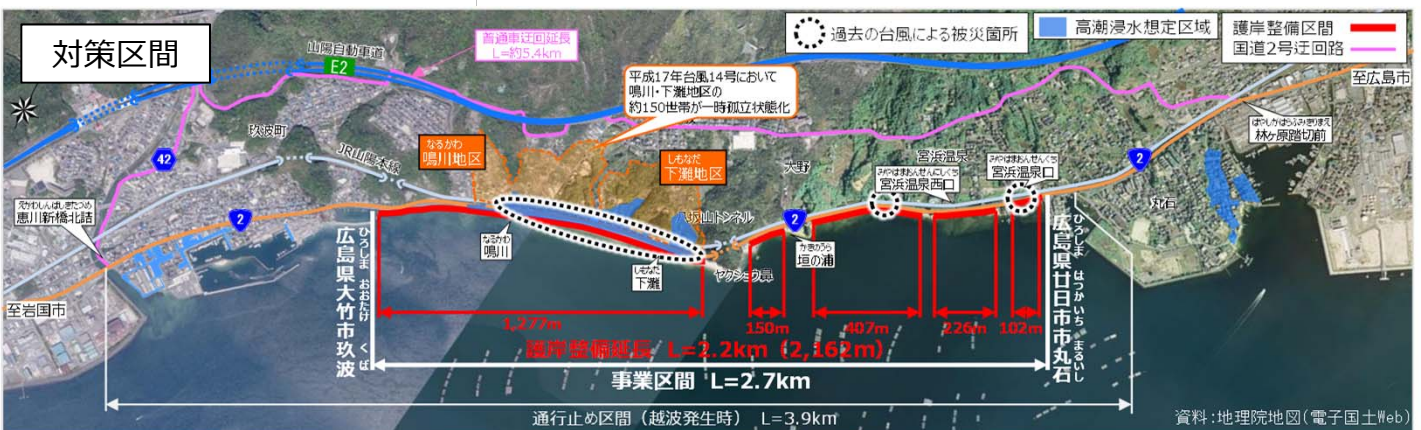 対策区間
過去の台風による被災箇所
高潮浸水想定区域
護岸整備区間
国道2号迂回路
至広島市
山陽自動車道
E2
普通車迂回延長
L=約5.4km
平成17年台風14号において
鳴川・下灘地区の
約150世帯が一時孤立状態化
はやしがはらふみきりまえ
林ヶ原踏切前
玖波町
42
JR山陽本線
なるかわ
鳴川地区
しもなだ
下灘地区
大野
宮浜温泉
みやはまおんせんにしくち
宮浜温泉西口
みやはまおんせんくち
宮浜温泉口
2
えかわしんはしきたつめ
恵川新橋北詰
2
なるかわ
鳴川
しもなだ
下灘
八坂山トンネル
2
かきのうら
垣の浦
丸石
至岩国市
ひろしま おおたけ くば
広島県大竹市玖波
ひろしま はつかいち まるいし
広島県廿日市市丸石
1,277m
150m
407m
226m
102m
護岸整備延長 L=2.2km (2,162m)
事業区間 L=2.7km
通行止め区間（越波発生時） L=3.9km
資料：地理院地図(電子国土Web)